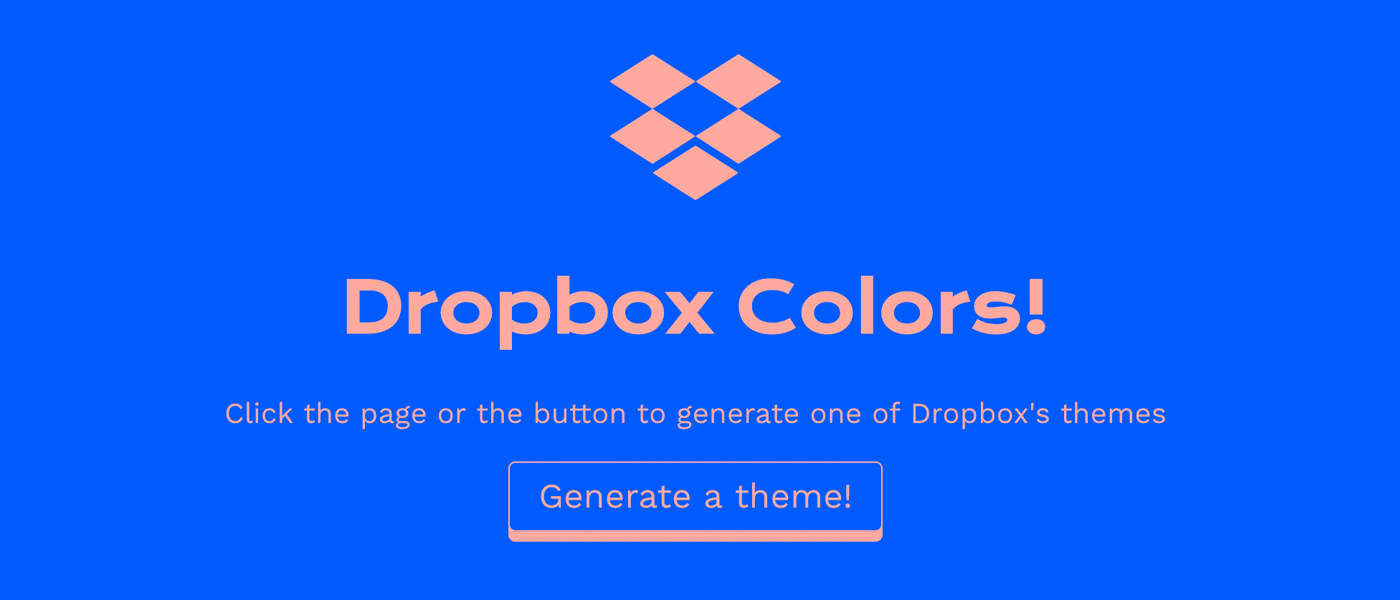 Dropbox Colors!
Click the page or the button to generate one of Dropbox's themes
Generate a theme!